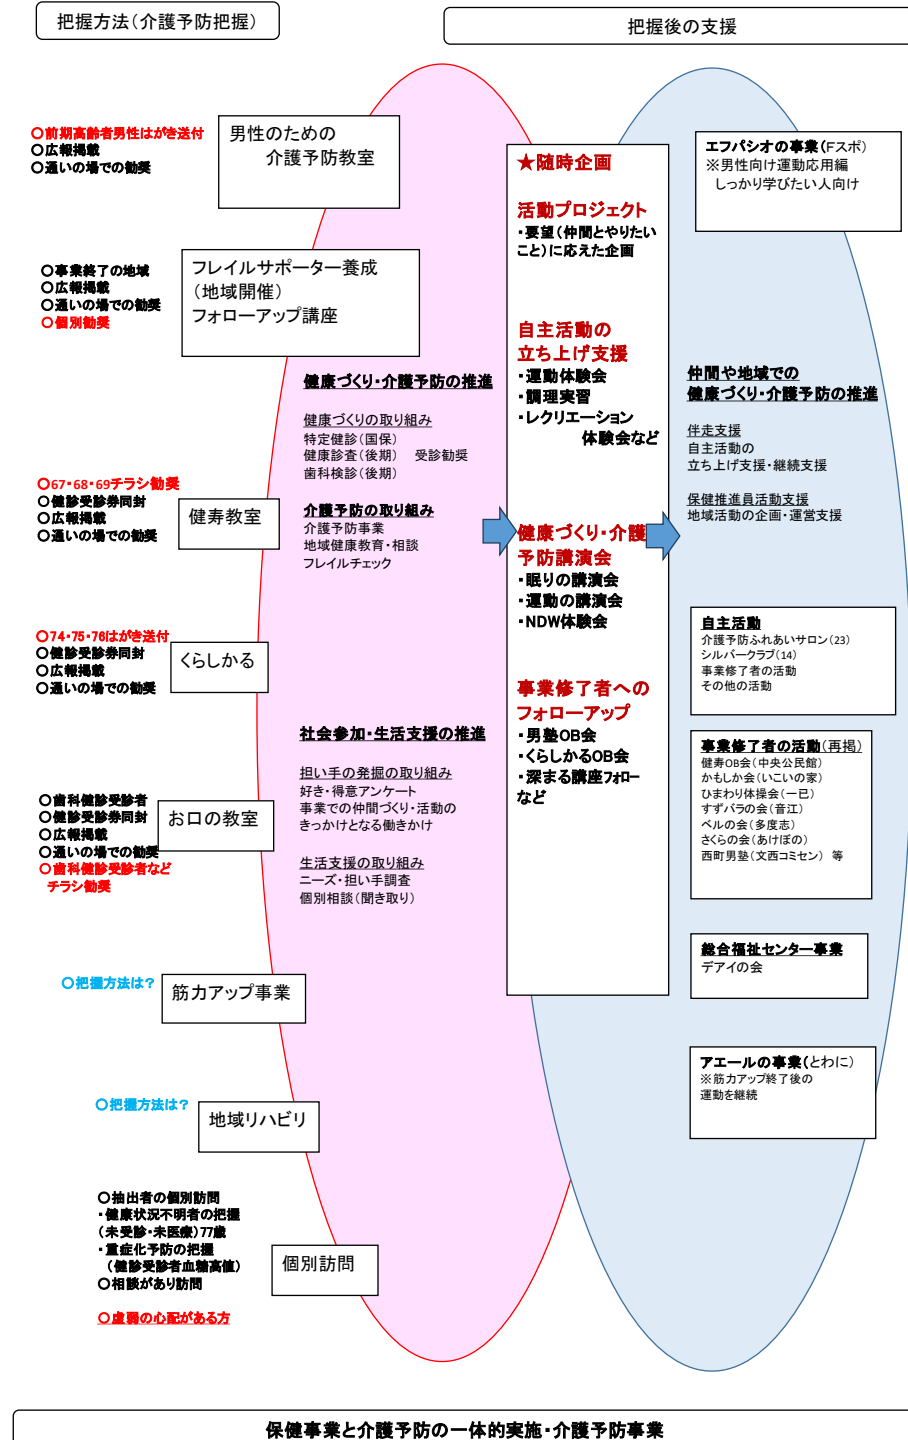 把握方法（介護予防把握）
把握後の支援
〇前期高齢者男性はがき送付
〇広報掲載
〇通いの場での勧奨
男性のための
介護予防教室
〇事業終了の地域
〇広報掲載
〇通いの場での勧奨
〇個別勧奨
フレイルサポーター養成
（地域開催）
フォローアップ講座
〇67・68・69チラシ勧奨
〇健診受診券同封
〇広報掲載
〇通いの場での勧奨
健寿教室
〇74・75・76はがき送付
〇健診受診券同封
〇広報掲載
〇通いの場での勧奨
くらしかる
〇歯科健診受診者
〇健診受診券同封
〇広報掲載
〇通いの場での勧奨
〇歯科健診受診者など
チラシ勧奨
お口の教室
〇把握方法は？
筋力アップ事業
〇把握方法は？
地域リハビリ
〇抽出者の個別訪問
・健康状況不明者の把握
（未受診・未医療）77歳
・重症化予防の把握
（健診受診者血糖高値）
〇相談があり訪問
〇虚弱の心配がある方
個別訪問
健康づくり・介護予防の推進
健康づくりの取り組み
特定健診（国保）
健康診査（後期）　受診勧奨
歯科検診（後期）
介護予防の取り組み
介護予防事業
地域健康教育・相談
フレイルチェック
社会参加・生活支援の推進
担い手の発掘の取り組み
好き・得意アンケート
事業での仲間づくり・活動の
きっかけとなる働きかけ
生活支援の取り組み
ニーズ・担い手調査
個別相談（聞き取り）
★随時企画
活動プロジェクト
・要望（仲間とやりたい
こと）に応えた企画
自主活動の
立ち上げ支援
・運動体験会
・調理実習
・レクリエーション
体験会など
健康づくり・介護
予防講演会
・眠りの講演会
・運動の講演会
・NDW体験会
事業修了者への
フォローアップ
・男塾OB会
・くらしかるOB会
・深まる講座フォロー
など
エフパシオの事業（Fスポ）
※男性向け運動応用編
しっかり学びたい人向け
仲間や地域での
健康づくり・介護予防の推進
伴走支援
自主活動の
立ち上げ支援・継続支援
保健推進員活動支援
地域活動の企画・運営支援
自主活動
介護予防ふれあいサロン（23）
シルバークラブ（14）
事業修了者の活動
その他の活動
事業修了者の活動（再掲）
健寿OB会（中央公民館）
かもしか会（いこいの家）
ひまわり体操会（一已）
すずバラの会（音江）
ベルの会（多度志）
さくらの会（あけぼの）
西町男塾（文西コミセン）　等
総合福祉センター事業
デアイの会
アエールの事業（とわに）
※筋力アップ終了後の
運動を継続
保健事業と介護予防の一体的実施・介護予防事業